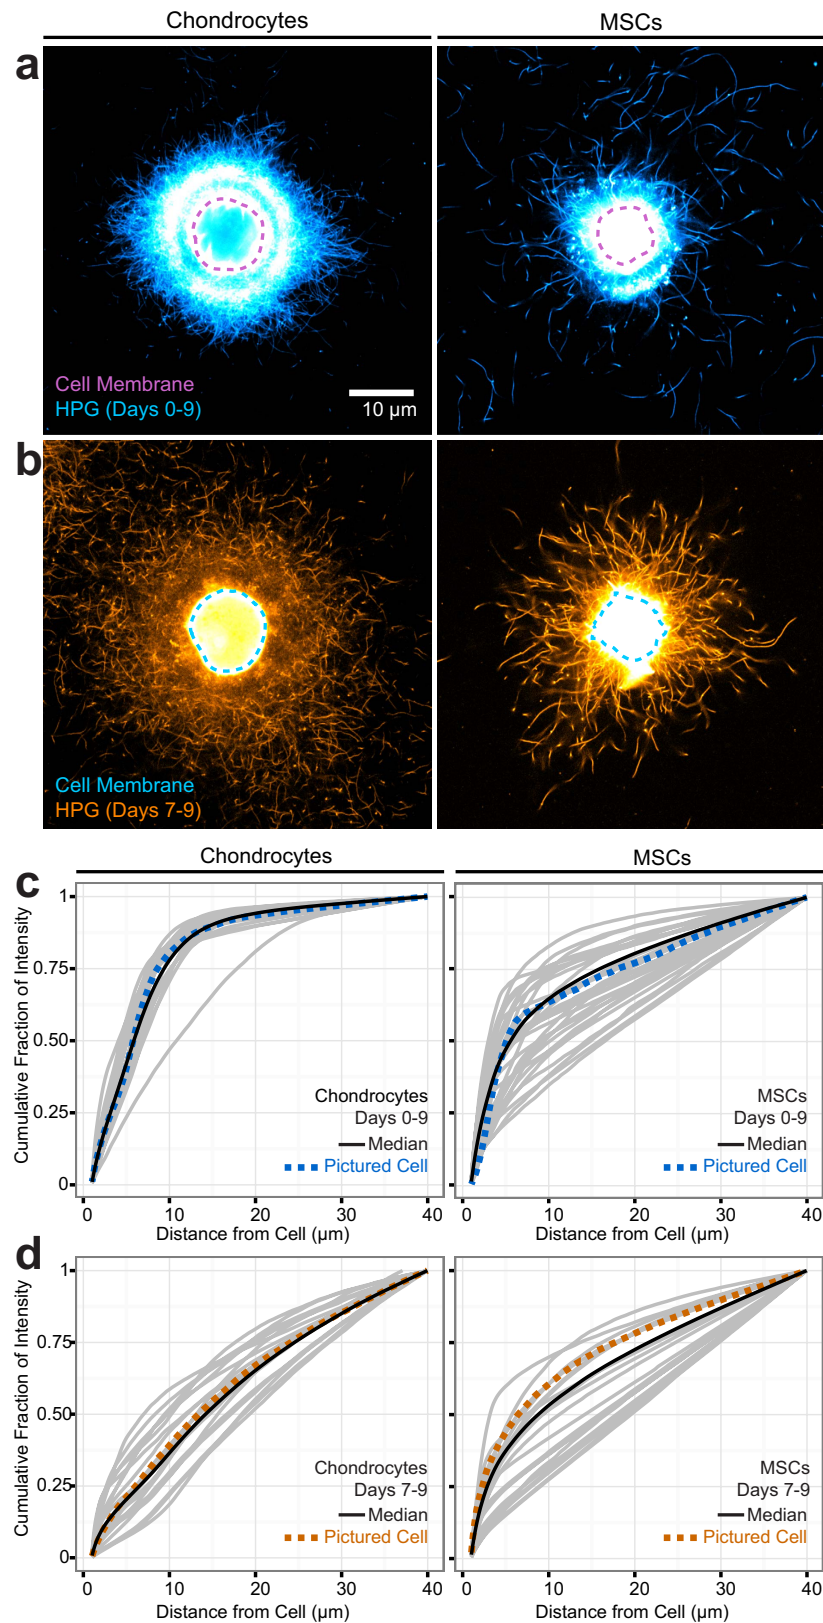 Chondrocytes MSCs
a
Cell Membrane
HPG (Days 0-9)
10 µm
b
Cell Membrane
HPG (Days 7-9)
Chondrocytes MSCs
c
Cumulative Fraction of Intensity
1
0.75
0.50
0.25
0
Chondrocytes
Days 0-9
Median
Pictured Cell
0 10 20 30 40
Distance from Cell (µm)
MSCs
Days 0-9
Median
Pictured Cell
0 10 20 30 40
Distance from Cell (µm)
d
Cumulative Fraction of Intensity
1
0.75
0.50
0.25
0
Chondrocytes
Days 7-9
Median
Pictured Cell
0 10 20 30 40
Distance from Cell (µm)
MSCs
Days 7-9
Median
Pictured Cell
0 10 20 30 40
Distance from Cell (µm)